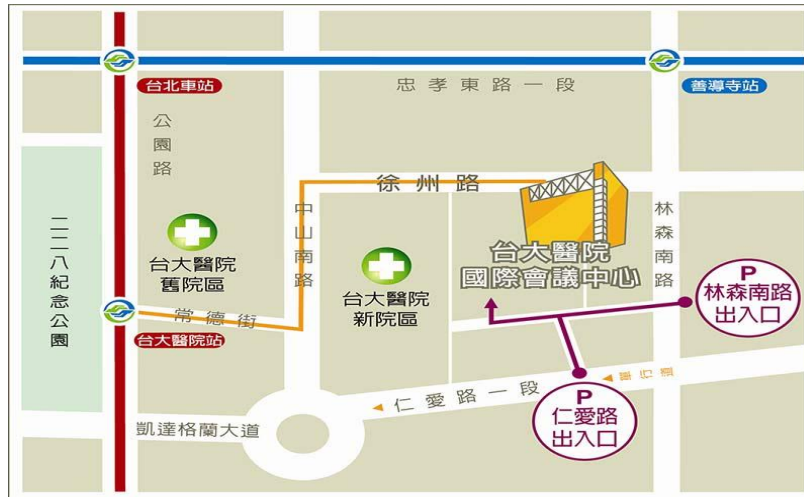 台北車站
忠孝東路一段
善導寺站
公園路
徐州路
二二八紀念公園
台大醫院
舊院區
中山南路
台大醫院
新院區
台大醫院
國際會議中心
林森南路
P
林森南路
出入口
常德街
台大醫院站
單行道
仁愛路一段
P
仁愛路
出入口
凱達格蘭大道